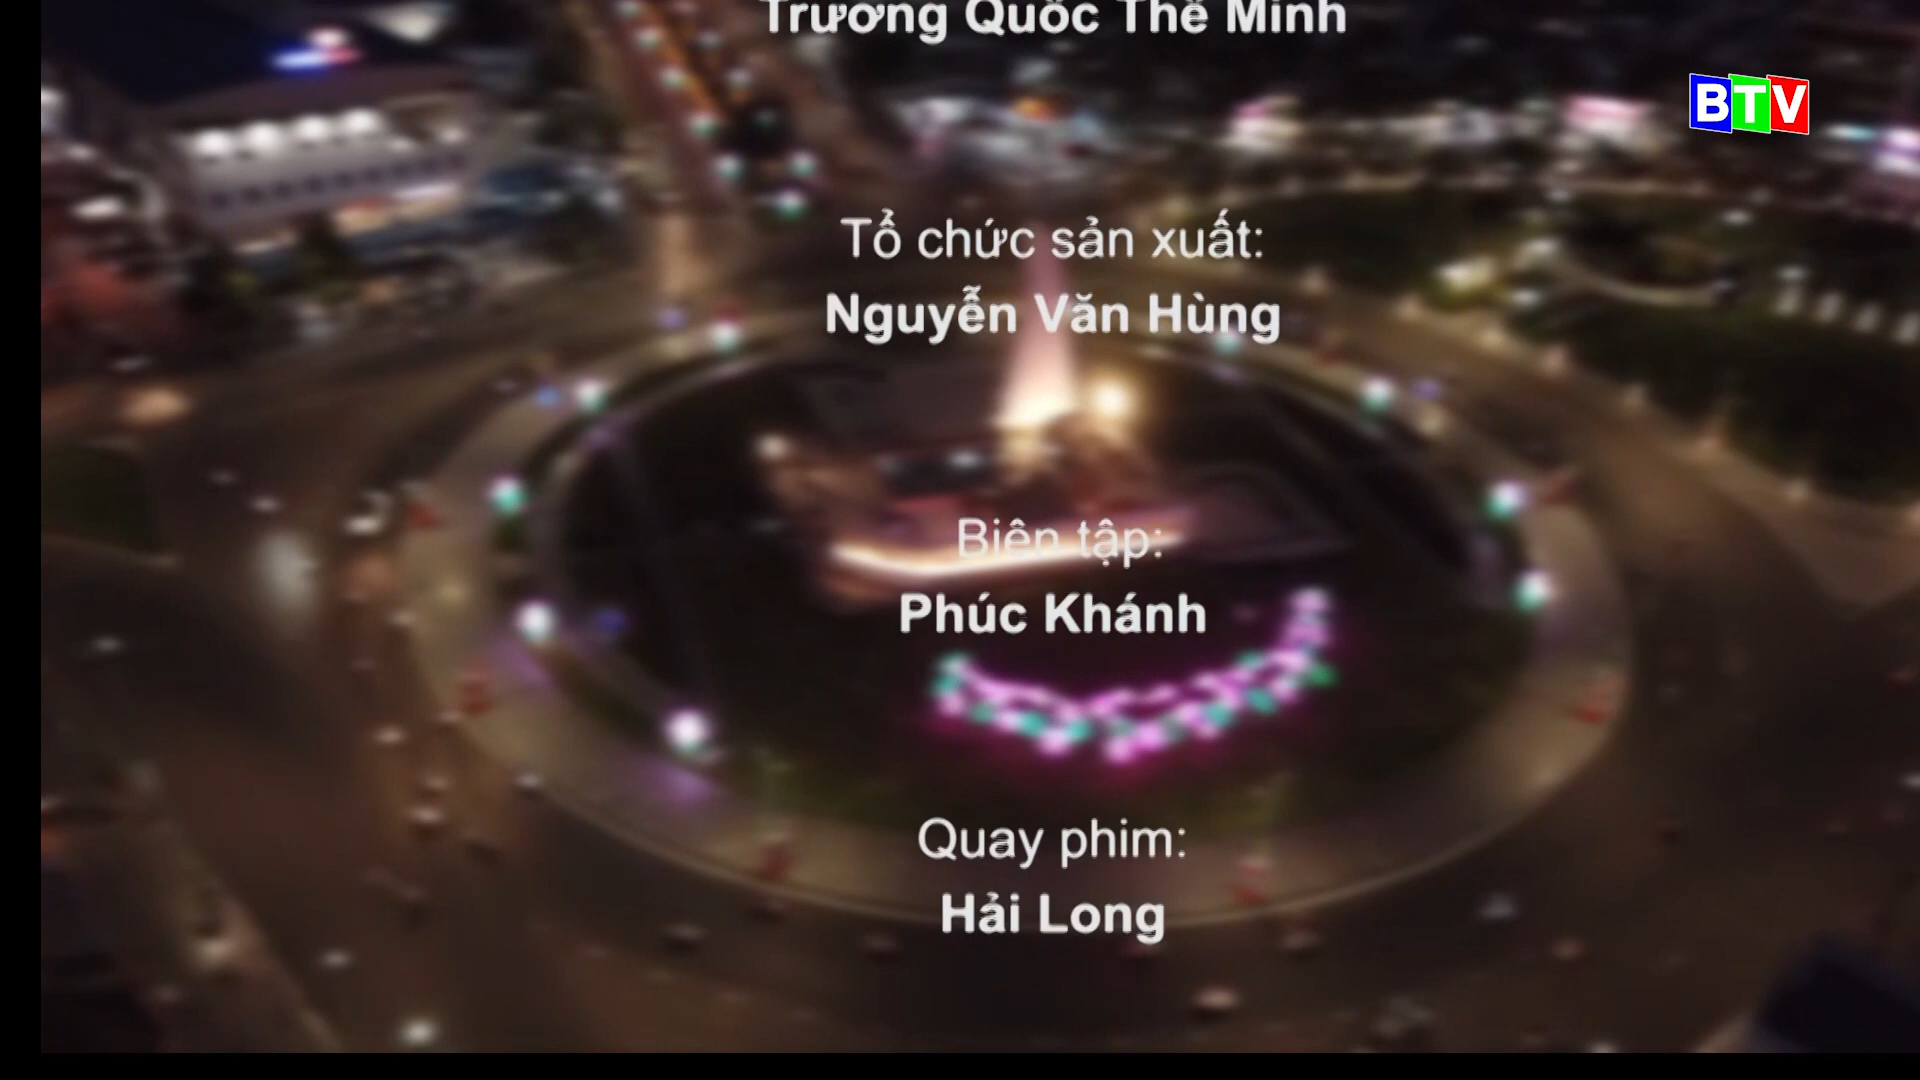 Trương Quốc Thế Minh
BTV
Tổ chức sản xuất:
Nguyễn Văn Hùng
Biên tập:
Phúc Khánh
Quay phim:
Hải Long